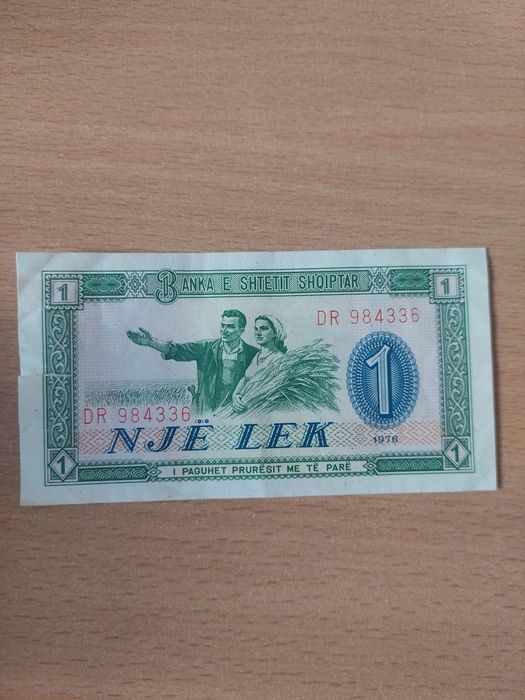 1 BANKA E SHTETIT SHQIPTAR 1
DR 984336
1
DR 984336
NJË LEK
1976
1 I PAGUHET PRURËSIT ME TË PARË 1